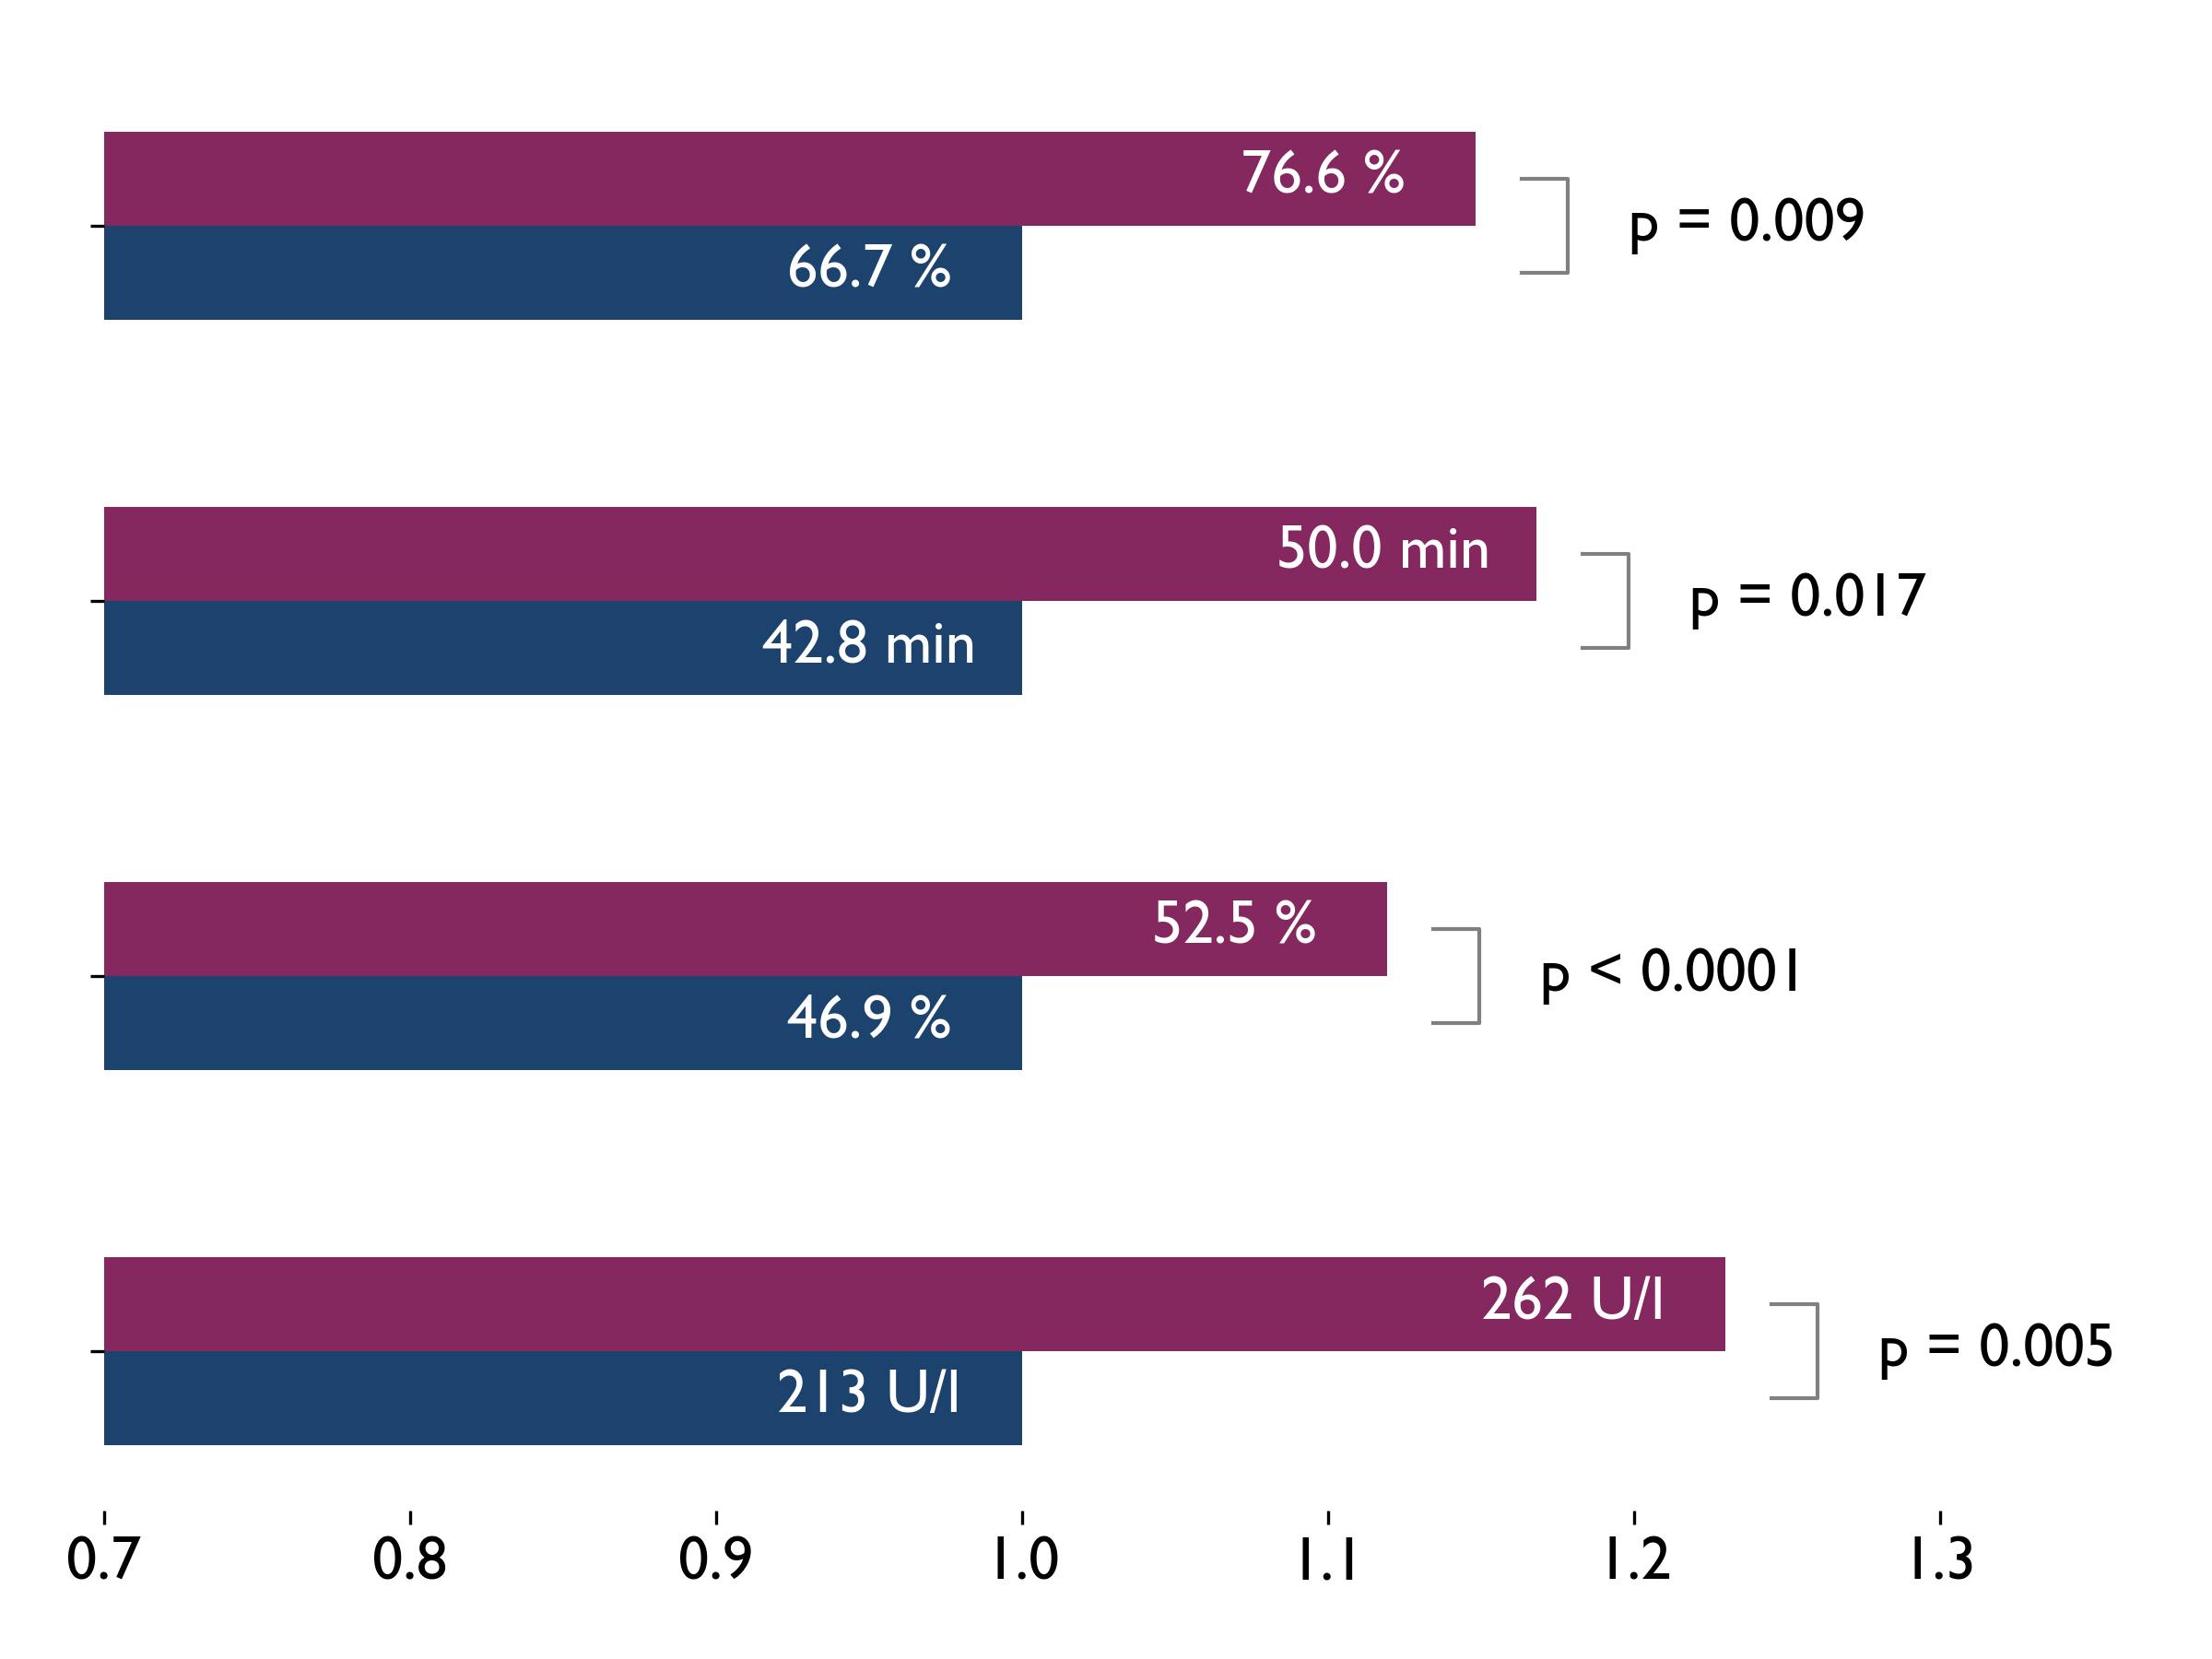 76.6 %
66.7 %
p = 0.009
50.0 min
42.8 min
p = 0.017
52.5 %
46.9 %
p < 0.0001
262 U/l
213 U/l
p = 0.005
0.7 0.8 0.9 1.0 1.1 1.2 1.3